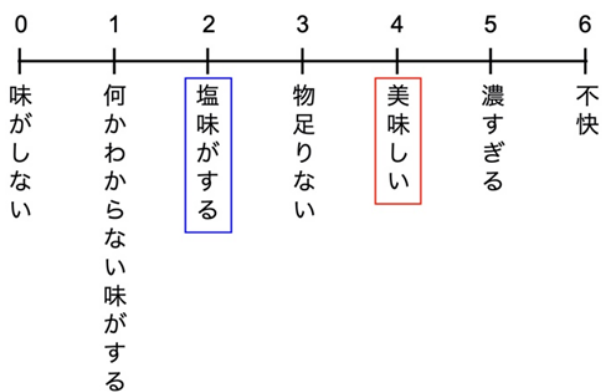 0 1 2 3 4 5 6
味がしない
何かわからない味がする
塩味がする
物足りない
美味しい
濃すぎる
不快